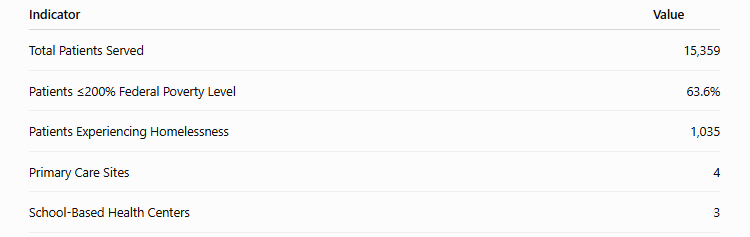 Indicator Value
Total Patients Served 15,359
Patients ≤200% Federal Poverty Level 63.6%
Patients Experiencing Homelessness 1,035
Primary Care Sites 4
School-Based Health Centers 3